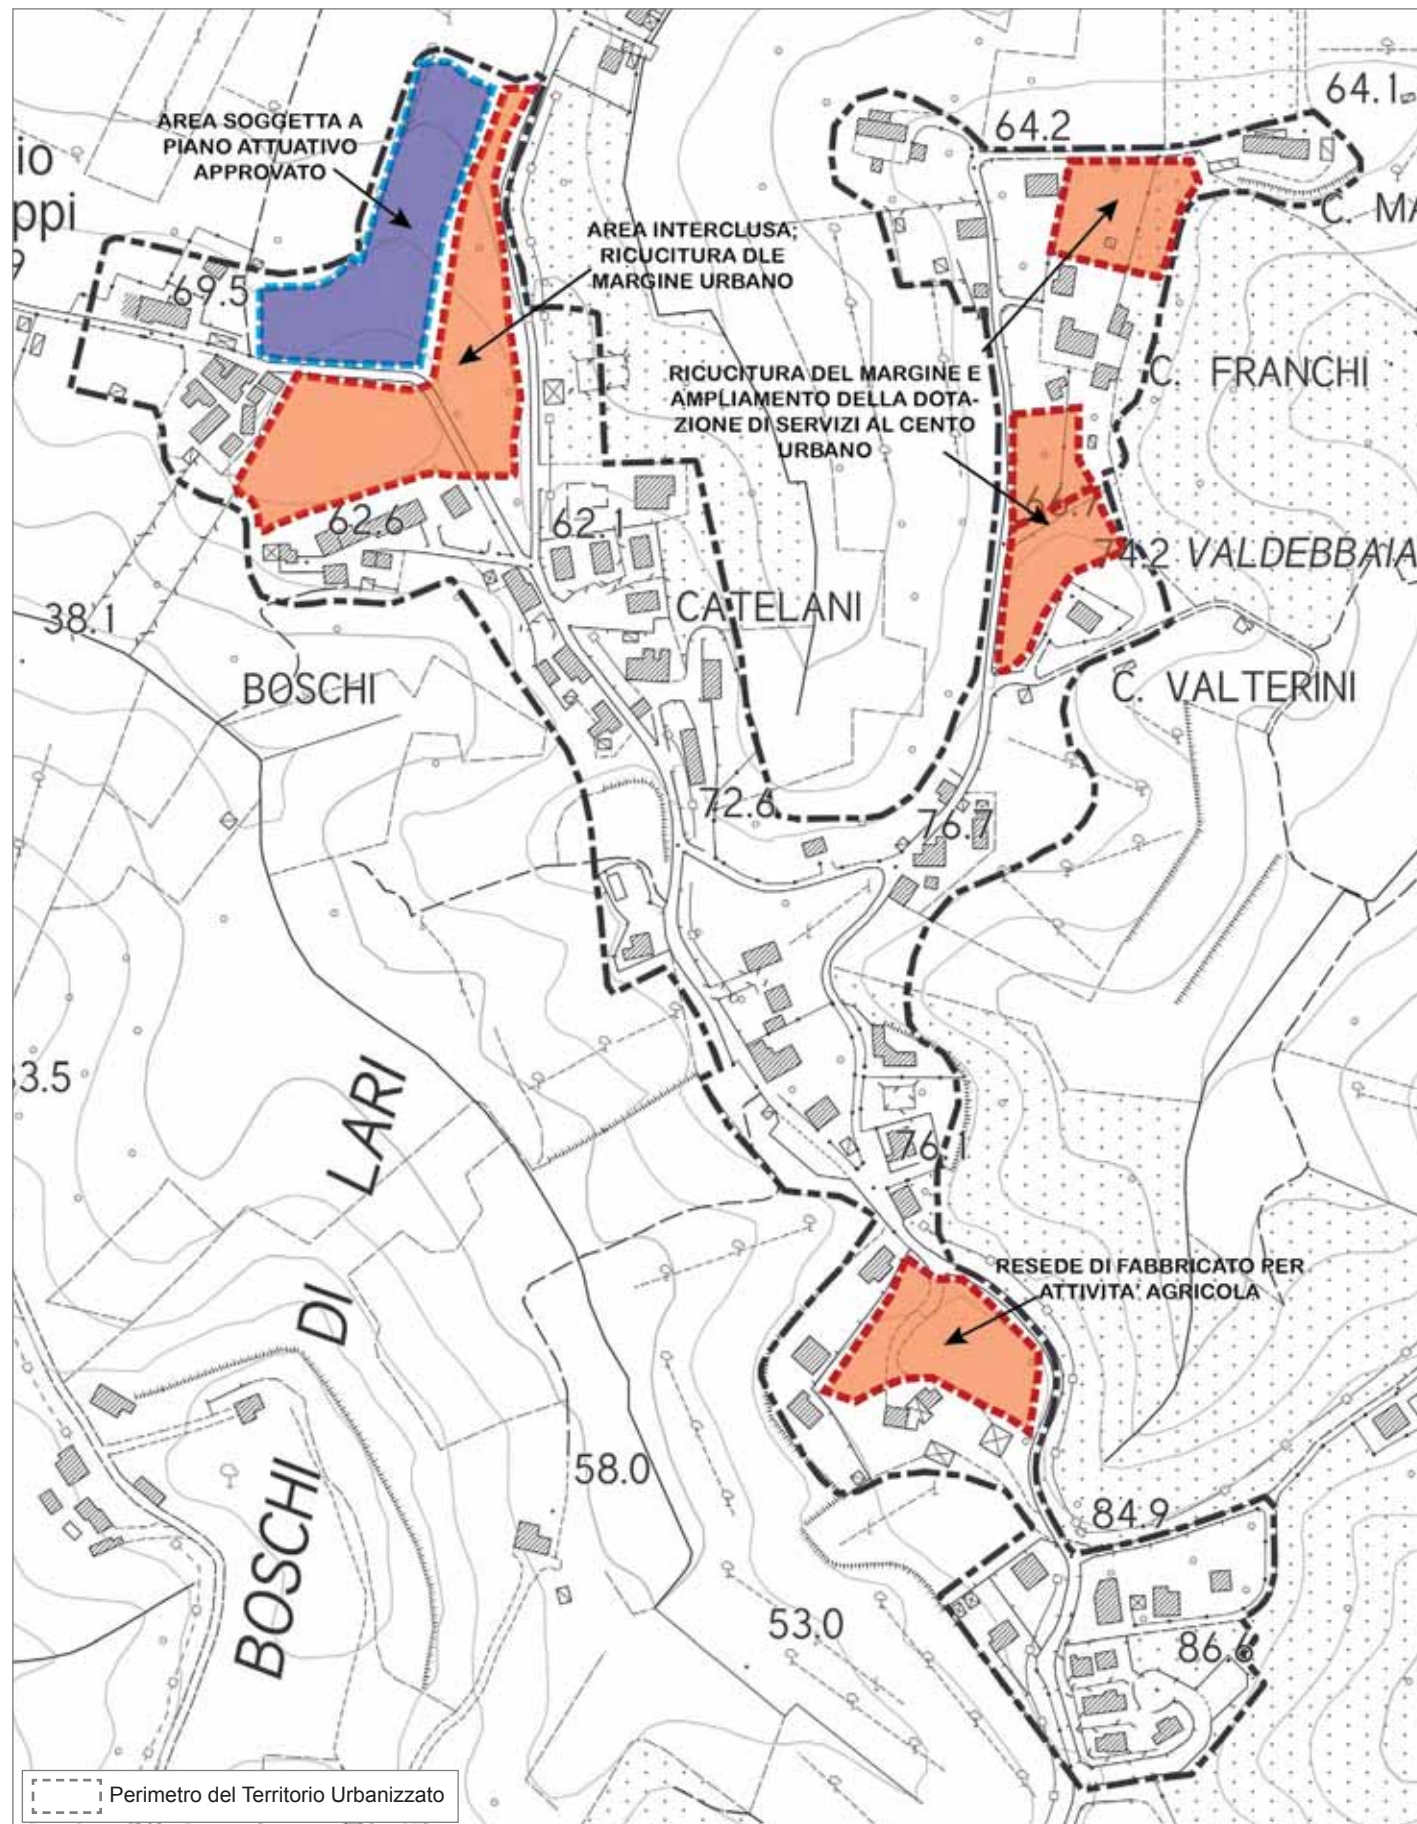 64.1
AREA SOGGETTA A
PIANO ATTUATIVO
APPROVATO
64.2
io
ppi
9
C. MA
AREA INTERCLUSA;
RICUCITURA DLE
MARGINE URBANO
69.5
RICUCITURA DEL MARGINE E
AMPLIAMENTO DELLA DOTA-
ZIONE DI SERVIZI AL CENTO
URBANO
C. FRANCHI
62.6
62.1
74.2 VALDEBBAIA
CATELANI
38.1
BOSCHI
C. VALTERINI
72.6
76.7
3.5
76.1
BOSCHI DI LARI
RESEDE DI FABBRICATO PER
ATTIVITA' AGRICOLA
58.0
84.9
53.0
86.6
Perimetro del Territorio Urbanizzato